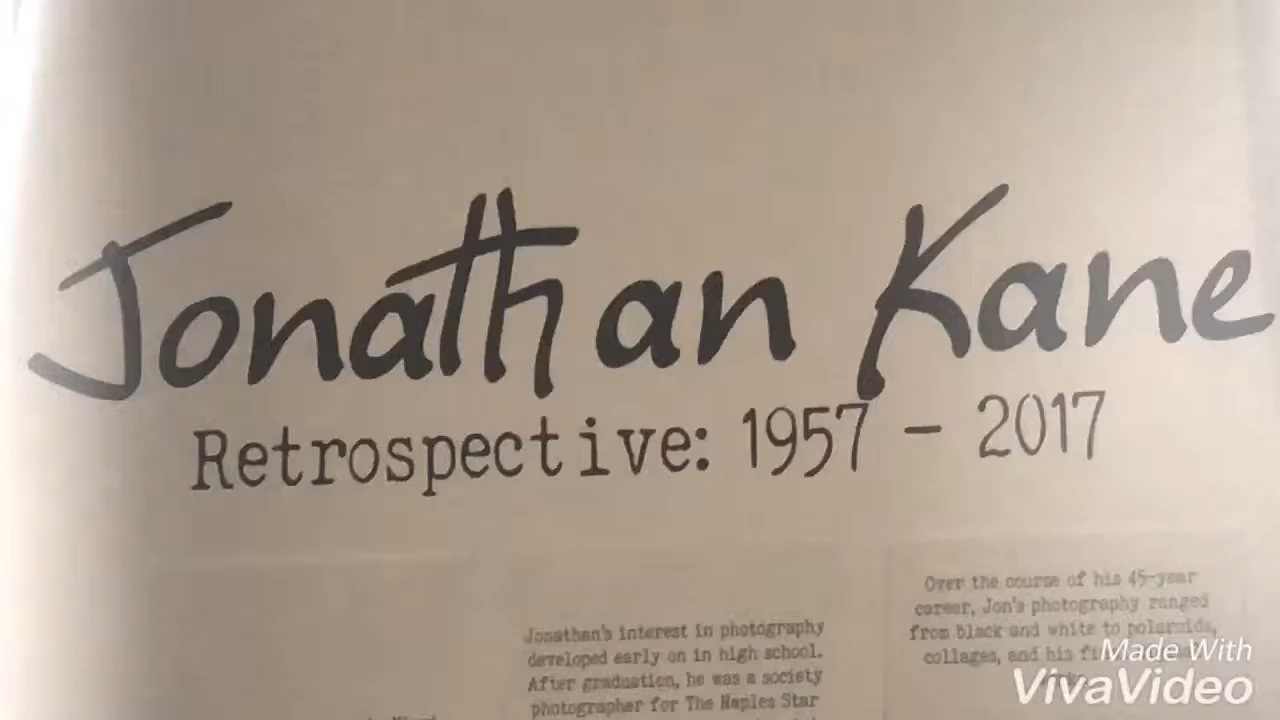 Jonathan Kane
Retrospective: 1957 - 2017
Jonathan's interest in photography
developed early on in high school.
After graduation, he was a society
photographer for The Naples Star
Over the course of his 45-year
career, Jon's photography ranged
from black and white to polaroids,
collages, and his
Made With
VivaVideo